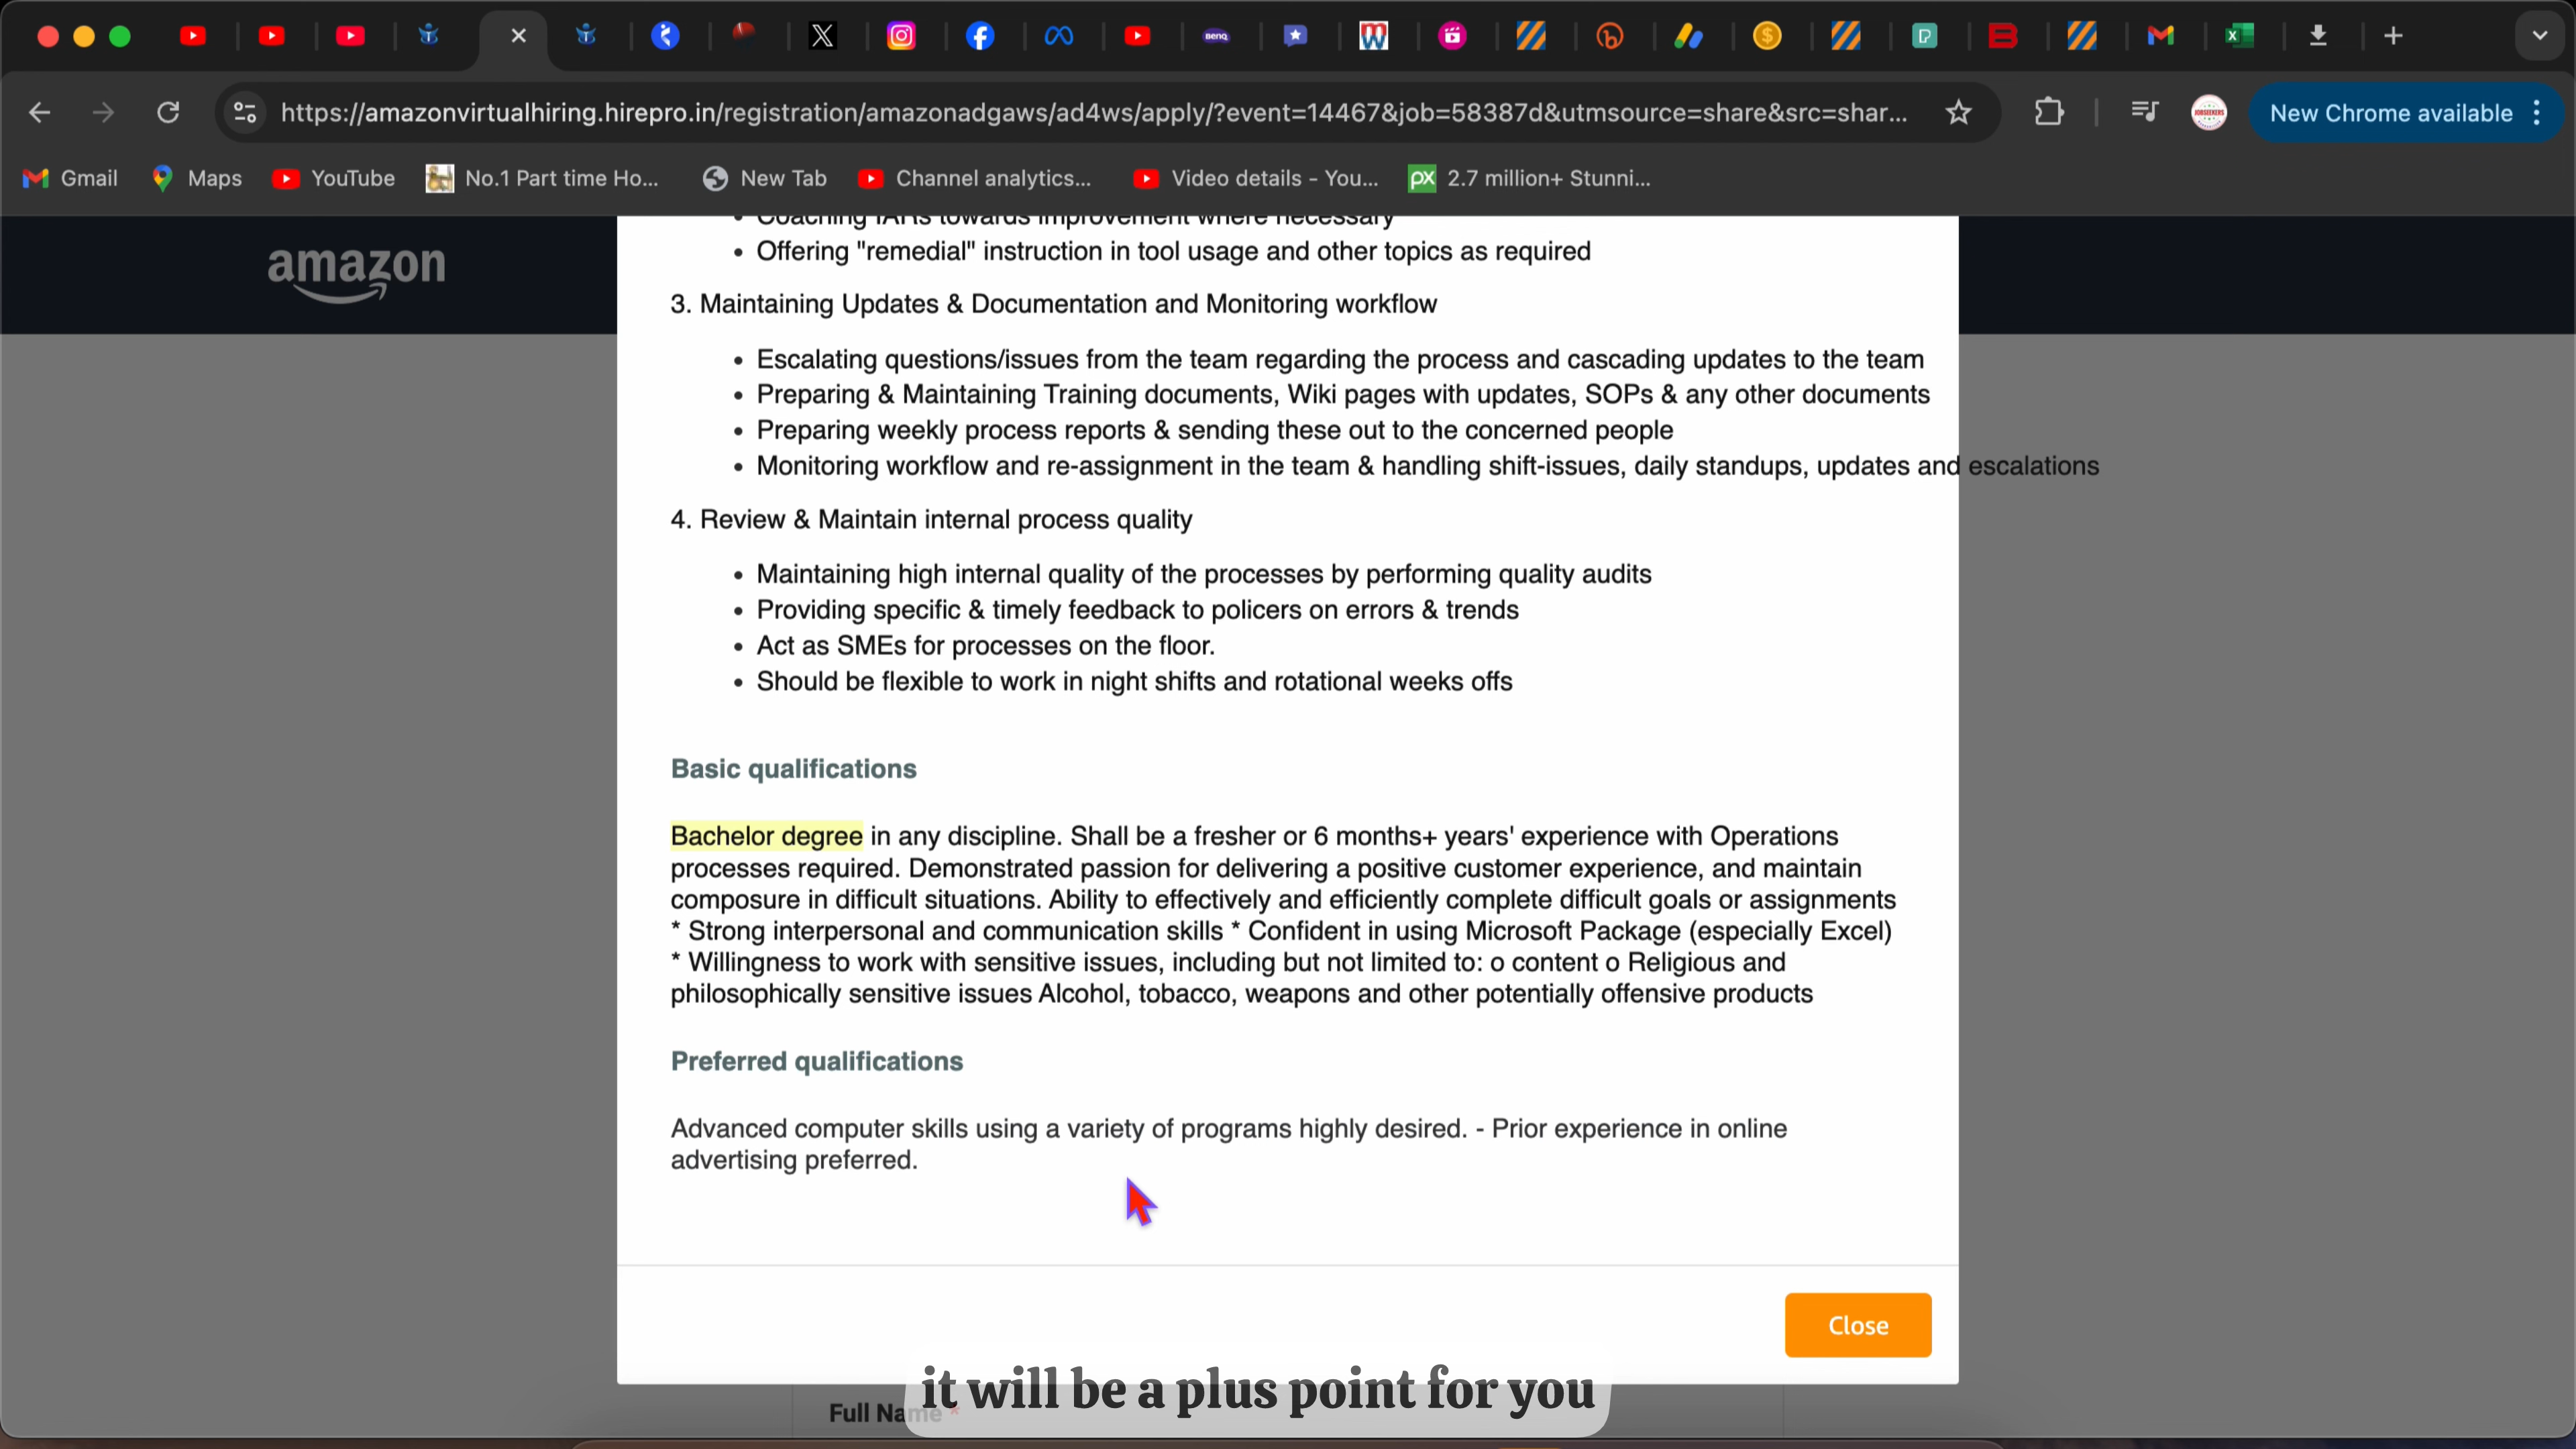 https://amazonvirtualhiring.hirepro.in/registration/amazonadgaws/ad4ws/apply/?event=14467&job=58387d&utmsource=share&src=shar...
New Chrome available
Gmail
Maps
YouTube
No.1 Part time Ho...
New Tab
Channel analytics...
Video details - You...
px 2.7 million+ Stunni...
amazon
• Coaching IARs towards improvement where necessary
• Offering "remedial" instruction in tool usage and other topics as required
3. Maintaining Updates & Documentation and Monitoring workflow
• Escalating questions/issues from the team regarding the process and cascading updates to the team
• Preparing & Maintaining Training documents, Wiki pages with updates, SOPs & any other documents
• Preparing weekly process reports & sending these out to the concerned people
• Monitoring workflow and re-assignment in the team & handling shift-issues, daily standups, updates and escalations
4. Review & Maintain internal process quality
• Maintaining high internal quality of the processes by performing quality audits
• Providing specific & timely feedback to policers on errors & trends
• Act as SMEs for processes on the floor.
• Should be flexible to work in night shifts and rotational weeks offs
Basic qualifications
Bachelor degree in any discipline. Shall be a fresher or 6 months+ years' experience with Operations
processes required. Demonstrated passion for delivering a positive customer experience, and maintain
composure in difficult situations. Ability to effectively and efficiently complete difficult goals or assignments
* Strong interpersonal and communication skills * Confident in using Microsoft Package (especially Excel)
* Willingness to work with sensitive issues, including but not limited to: o content o Religious and
philosophically sensitive issues Alcohol, tobacco, weapons and other potentially offensive products
Preferred qualifications
Advanced computer skills using a variety of programs highly desired. - Prior experience in online
advertising preferred.
Close
it will be a plus point for you
Full Name *